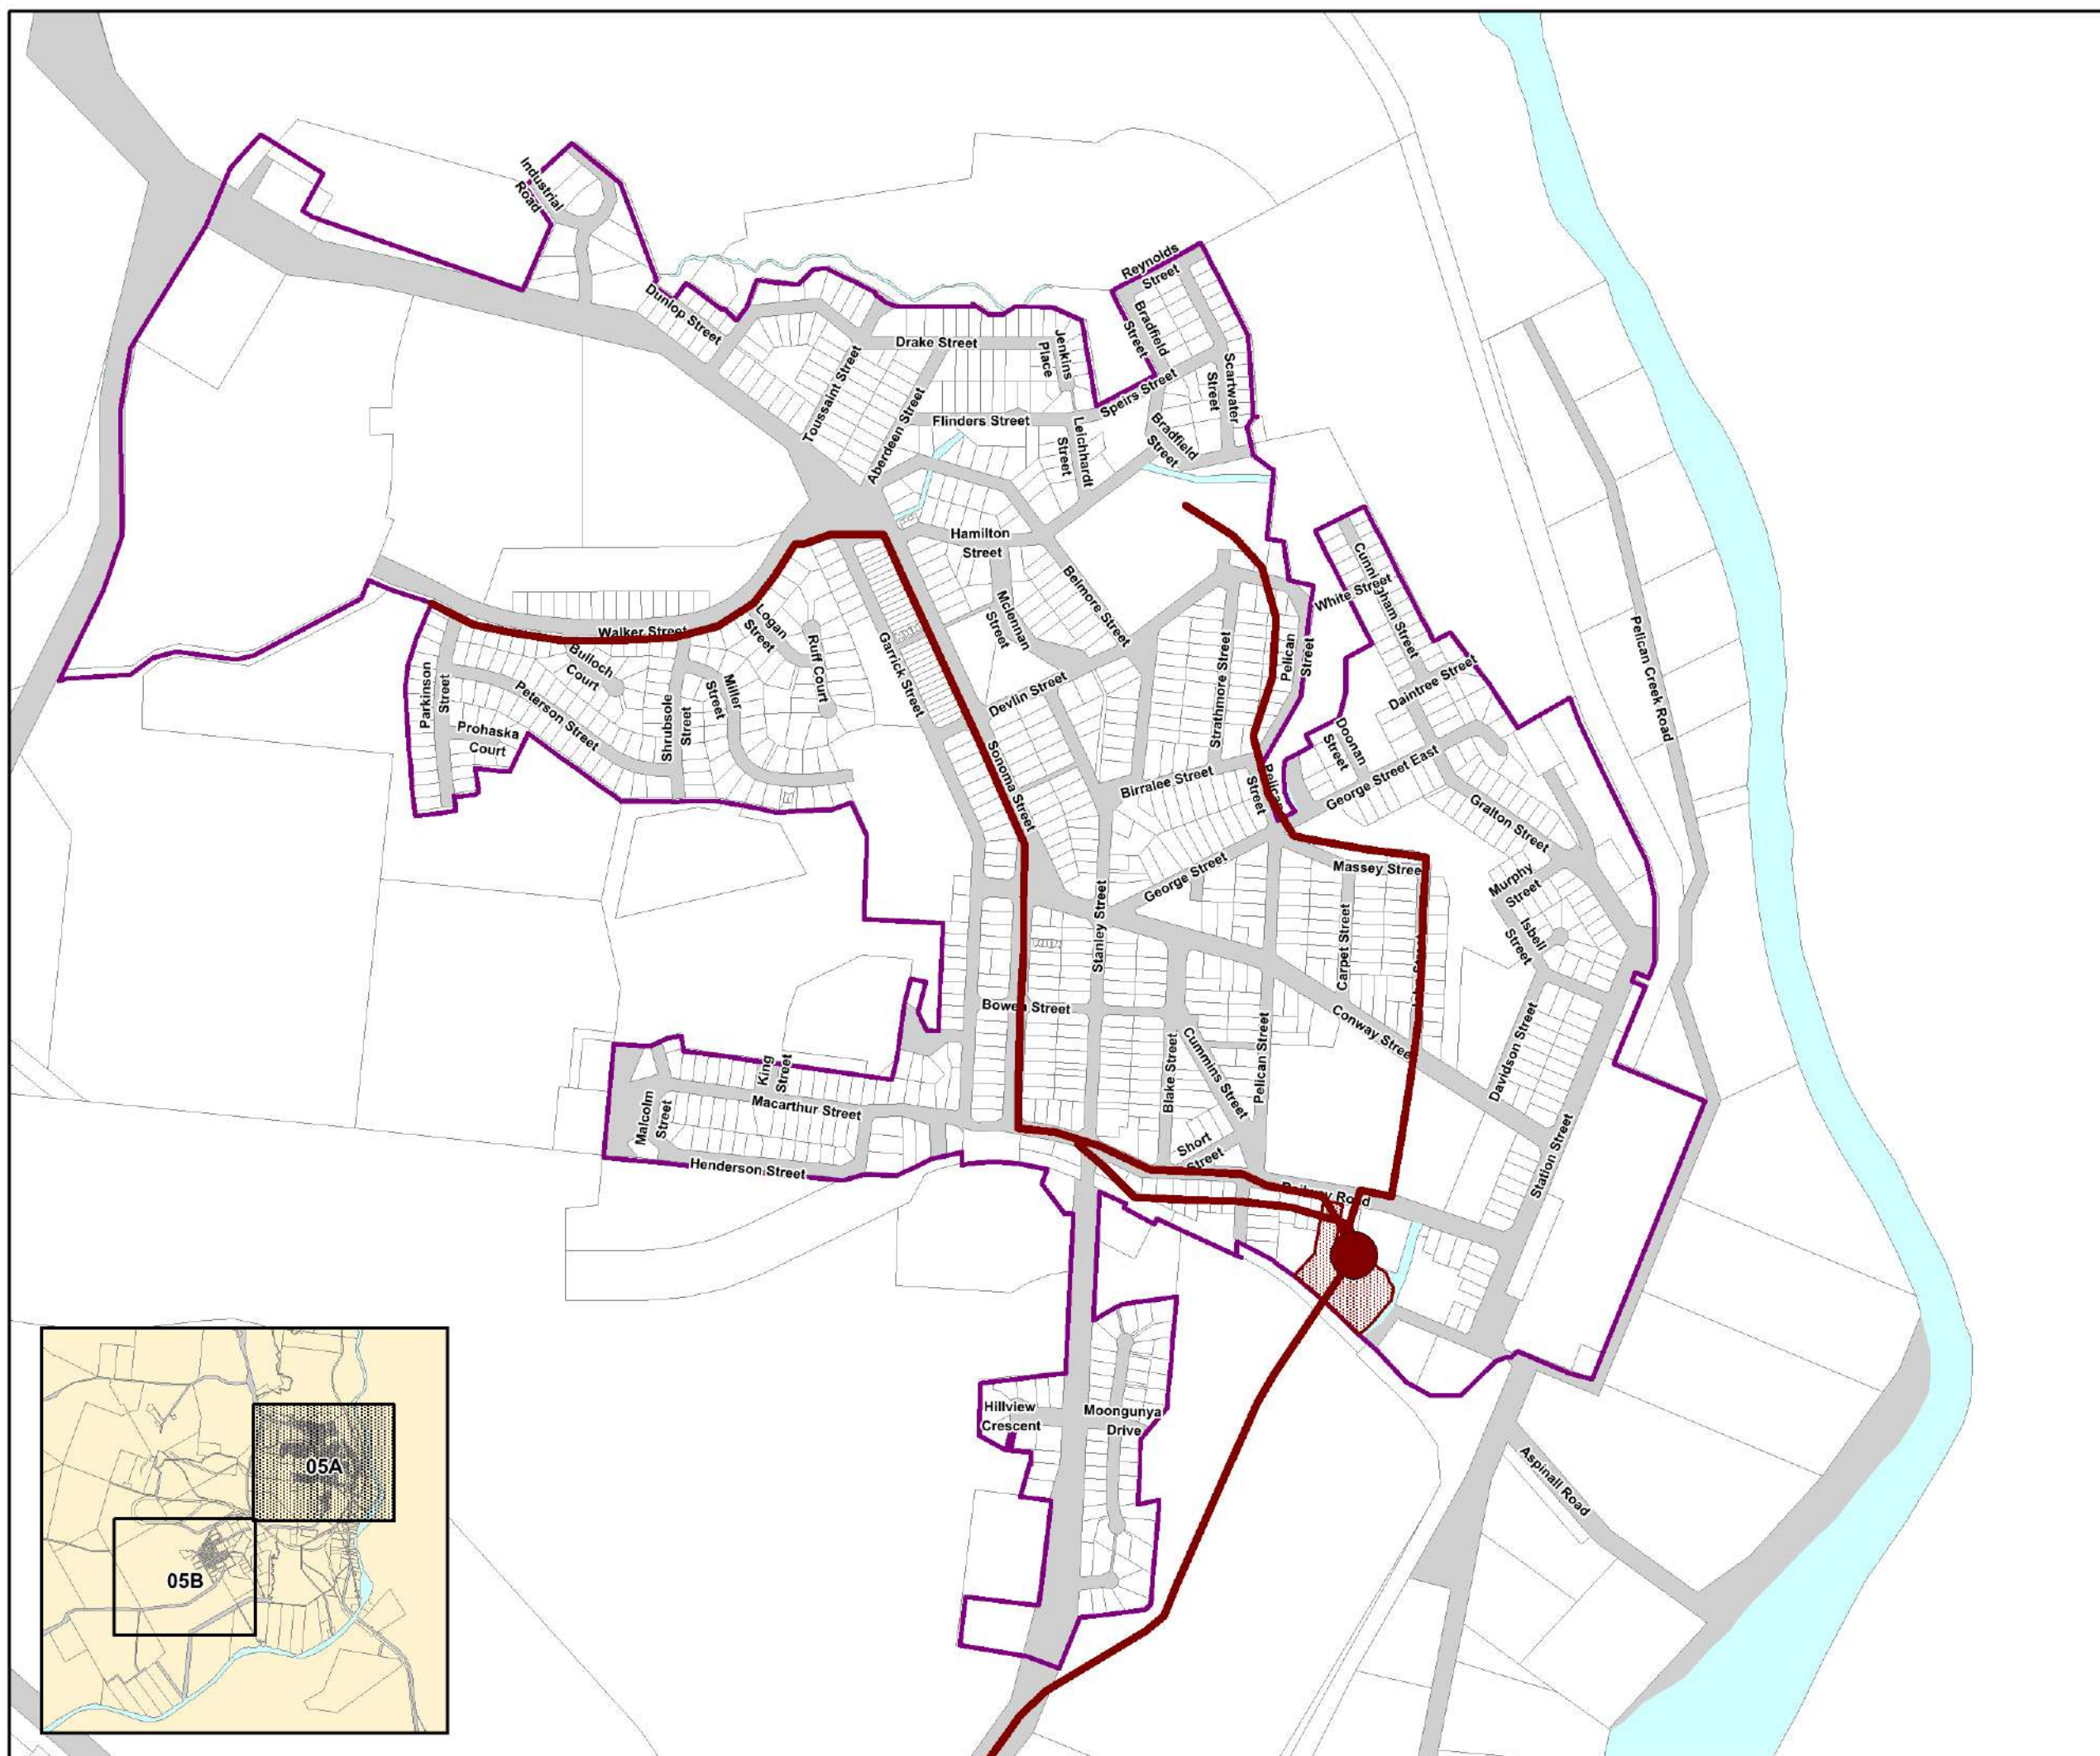 Industrial
Road
Reynolds
Street
Dunlop Street
Bradfield
Street
Drake Street
Jenkins
Place
Toussaint Street
Scartwater
Street
Speirs Street
Aberdeen Street
Flinders Street
Leichhardt
Street
Bradfield
Street
Hamilton
Street
Belmore Street
Cunningham Street
White Street
Mclennan
Street
Logan
Street
Walker Street
Ruff Court
Garrick Street
Bulloch
Court
Parkinson
Street
Peterson Street
Shrubsole
Street
Miller
Street
Prohaska
Court
Devlin Street
Strathmore Street
Pelican
Street
Daintree Street
Pelican Creek Road
Doonan
Street
Sonoma Street
Birralee Street
Pelican
Street
George Street East
Gralton Street
George Street
Massey Stree
Murphy
Street
Isbell
Street
Stanley Street
Carpet Street
Bowen Street
Conway Stree
Davidson Street
Blake Street
Cummins Street
Pelican Street
King
Street
Macarthur Street
Malcolm
Street
Henderson Street
Short
Street
Station Street
Railway Road
Hillview
Crescent
Moongunya
Drive
Aspinall Road
05A
05B